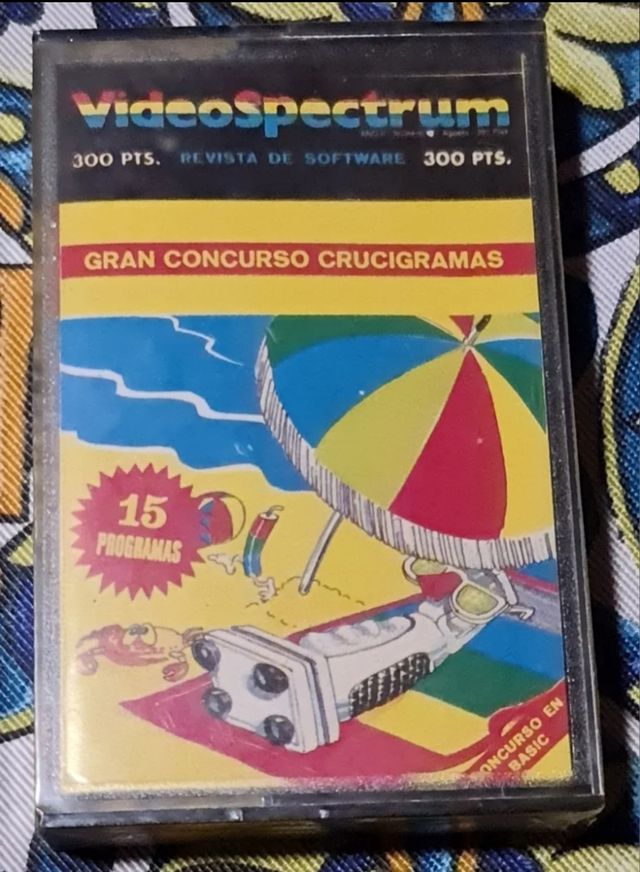 VideoSpectrum
300 PTS. REVISTA DE SOFTWARE 300 PTS.
GRAN CONCURSO CRUCIGRAMAS
15
PROGRAMAS
CONCURSO EN
BASIC